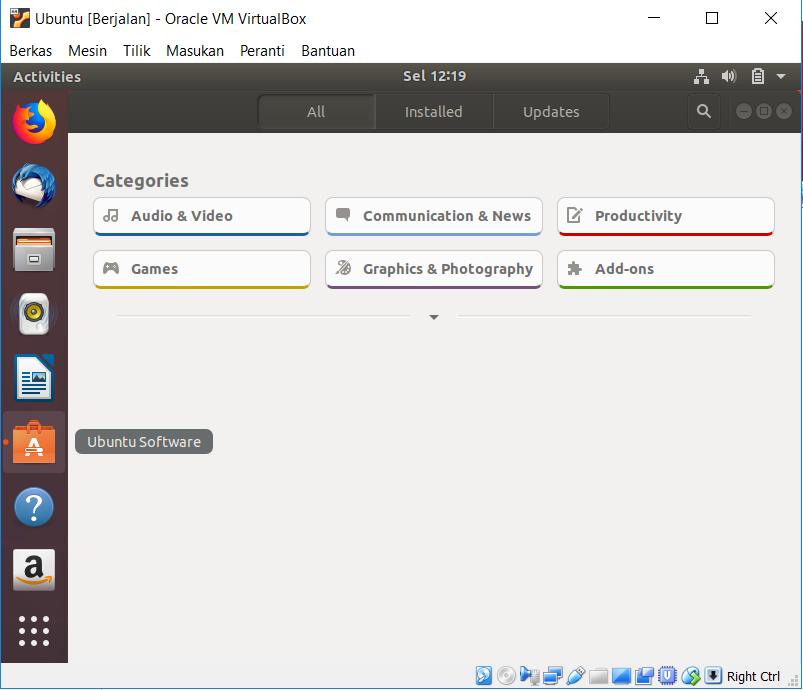 Ubuntu [Berjalan] - Oracle VM VirtualBox
Berkas Mesin Tilik Masukan Peranti Bantuan
Activities Sel 12:19
All Installed Updates
Categories
Audio & Video Communication & News Productivity
Games Graphics & Photography Add-ons
Ubuntu Software
Right Ctrl